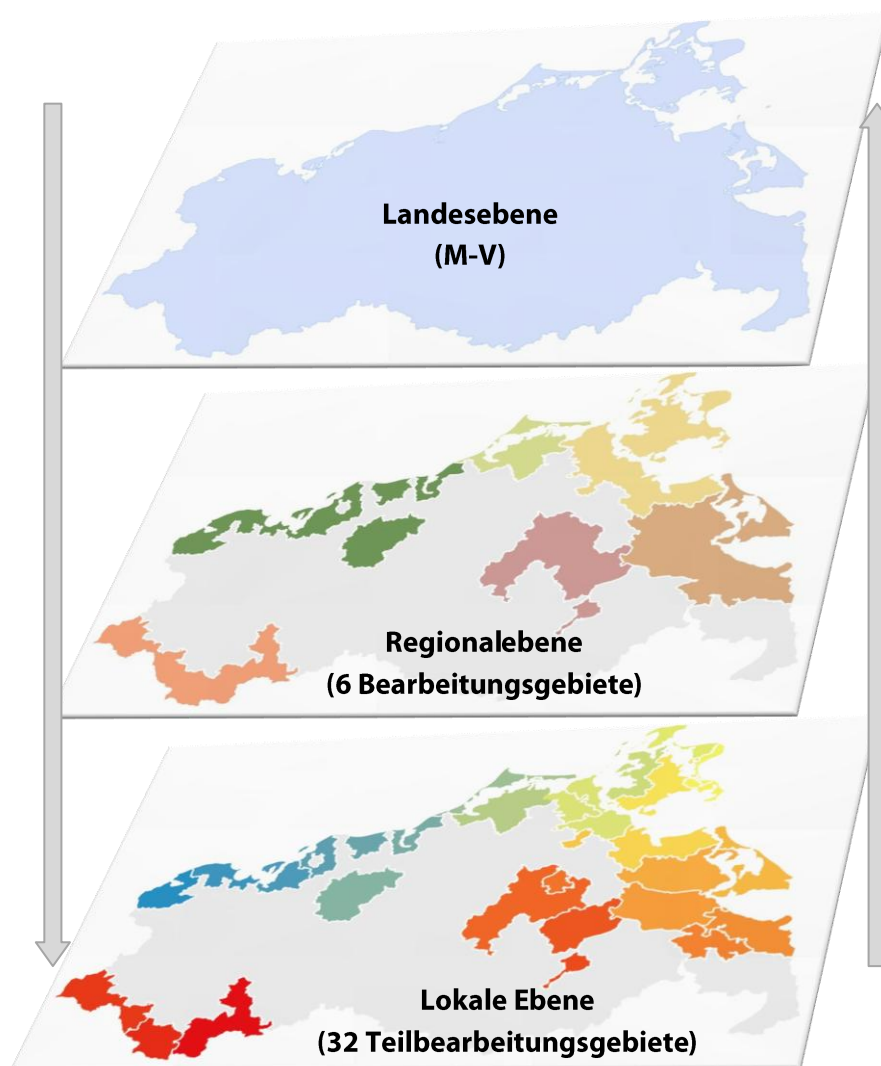 Landesebene
(M-V)
Regionalebene
(6 Bearbeitungsgebiete)
Lokale Ebene
(32 Teilbearbeitungsgebiete)